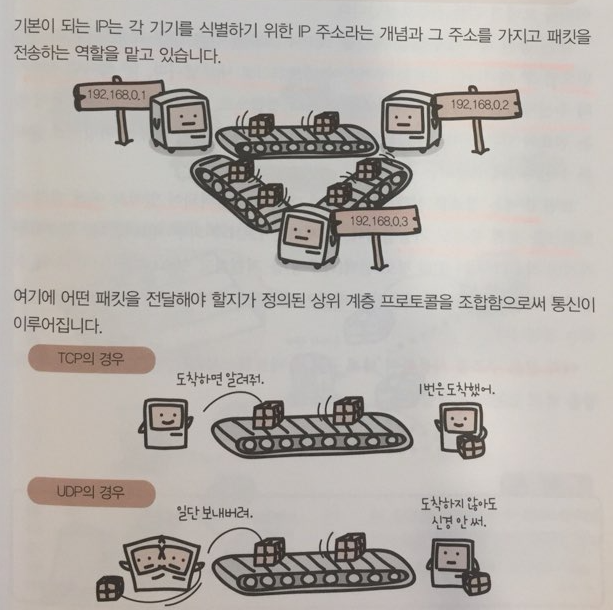 기본이 되는 IP는 각 기기를 식별하기 위한 IP 주소라는 개념과 그 주소를 가지고 패킷을
전송하는 역할을 맡고 있습니다.
192.168.0.1
192.168.0.2
192.168.0.3
여기에 어떤 패킷을 전달해야 할지가 정의된 상위 계층 프로토콜을 조합함으로써 통신이
이루어집니다.
TCP의 경우
도착하면 알려줘.
1번은 도착했어.
UDP의 경우
일단 보내버려.
도착하지 않아도
신경 안 써.